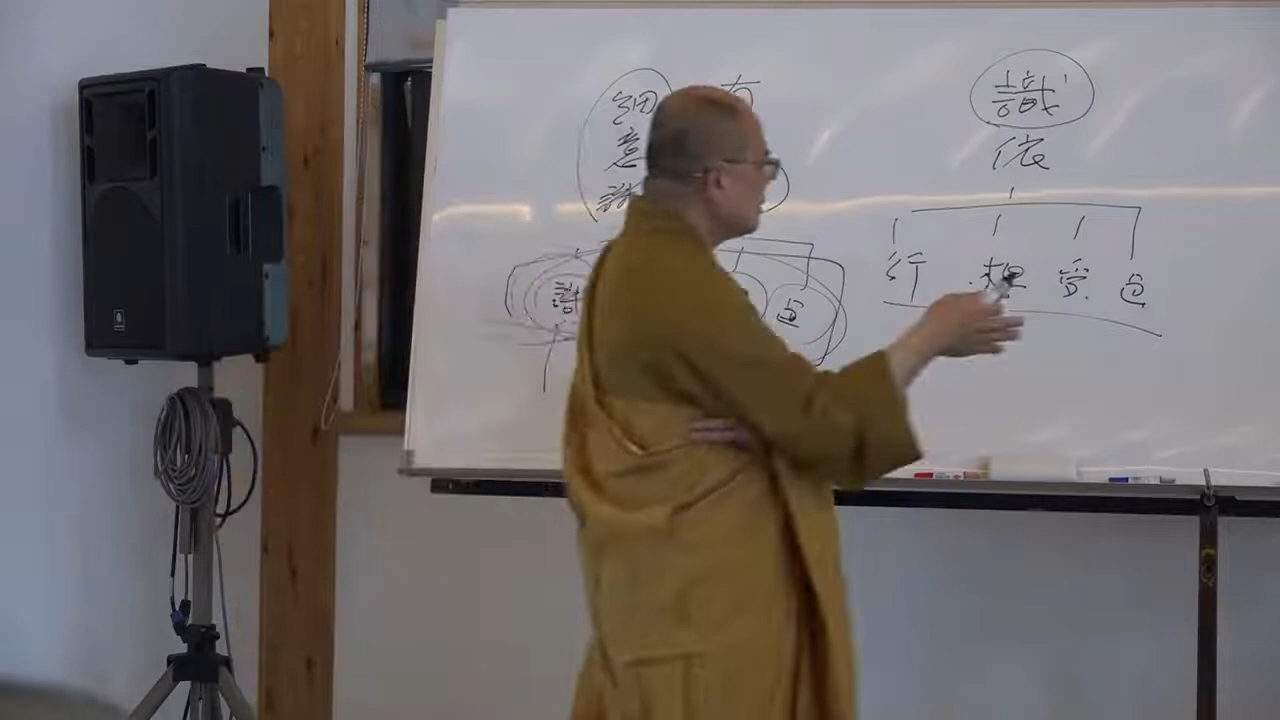 細
意
識
有
識
色
識
依
行 想 受 色